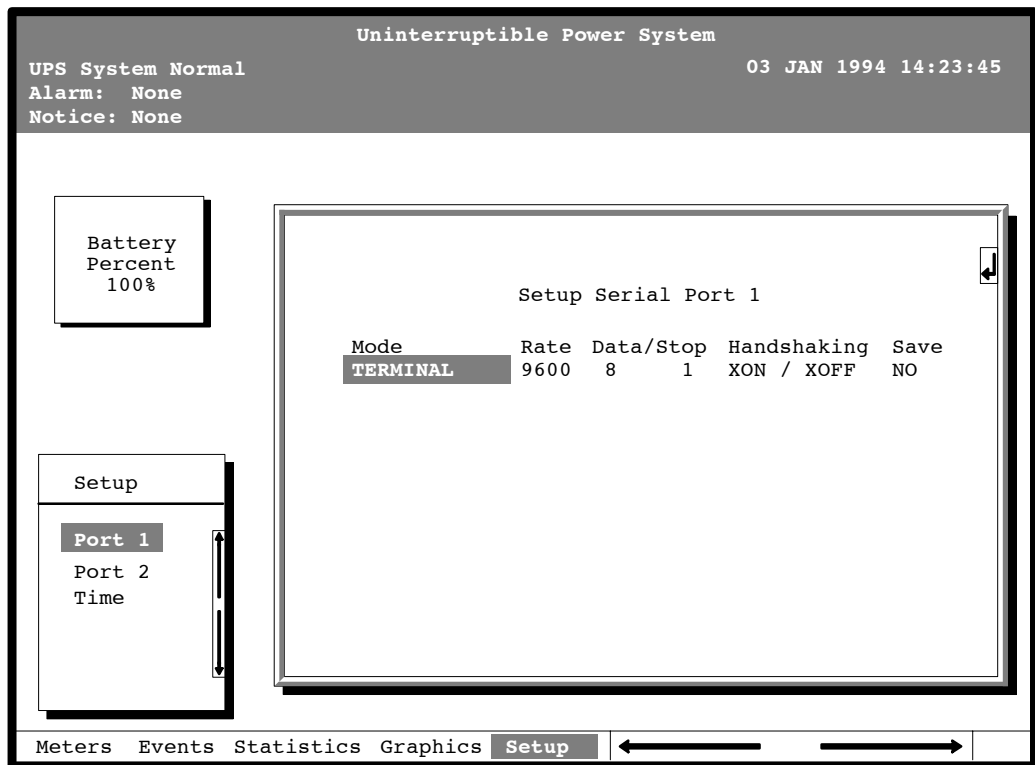 Uninterruptible Power System
UPS System Normal 03 JAN 1994 14:23:45
Alarm: None
Notice: None
Battery
Percent
100%
Setup Serial Port 1
Mode Rate Data/Stop Handshaking Save
TERMINAL 9600 8 1 XON / XOFF NO
Setup
Port 1
Port 2
Time
Meters Events Statistics Graphics Setup